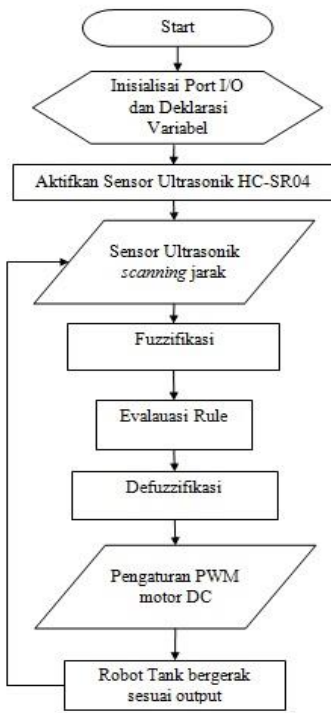 Start
Inisialisai Port I/O
dan Deklarasi
Variabel
Aktifkan Sensor Ultrasonik HC-SR04
Sensor Ultrasonik
scanning jarak
Fuzzifikasi
Evalauasi Rule
Defuzzifikasi
Pengaturan PWM
motor DC
Robot Tank bergerak
sesuai output